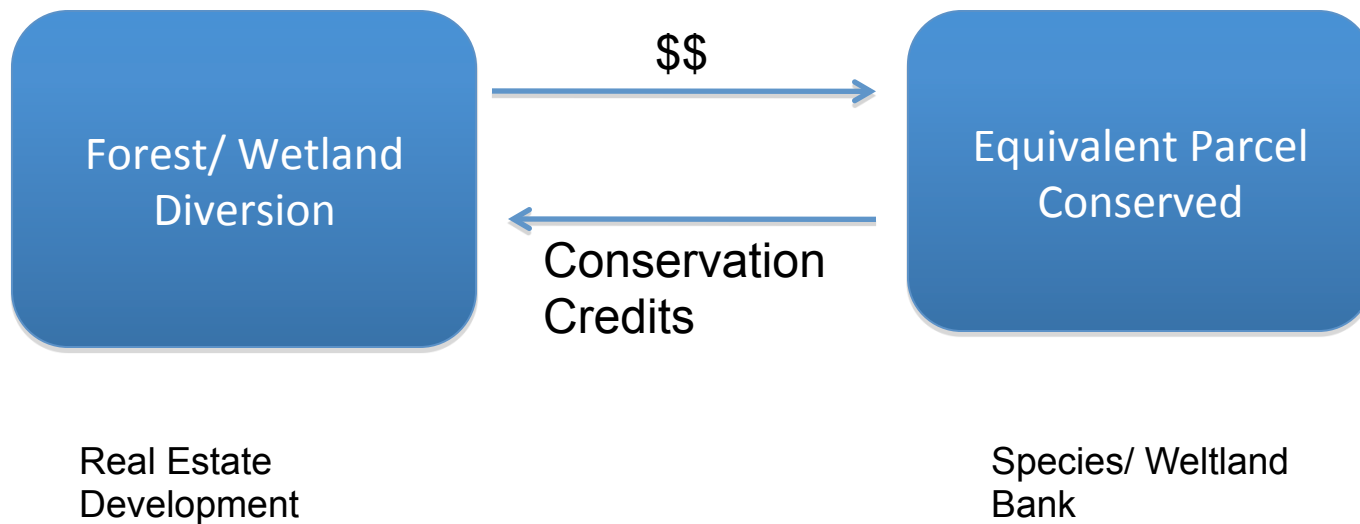 Forest/ Wetland
Diversion
$$
Conservation
Credits
Equivalent Parcel
Conserved
Real Estate
Development
Species/ Weltland
Bank